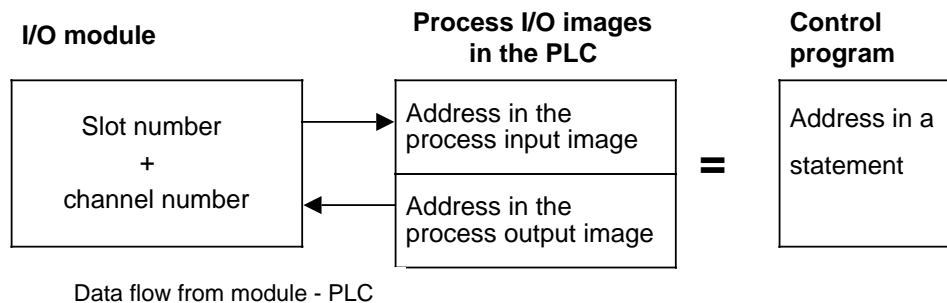 I/O module
Process I/O images
in the PLC
Control
program
Slot number
+
channel number
Address in the
process input image
Address in the
process output image
=
Address in a
statement
Data flow from module - PLC